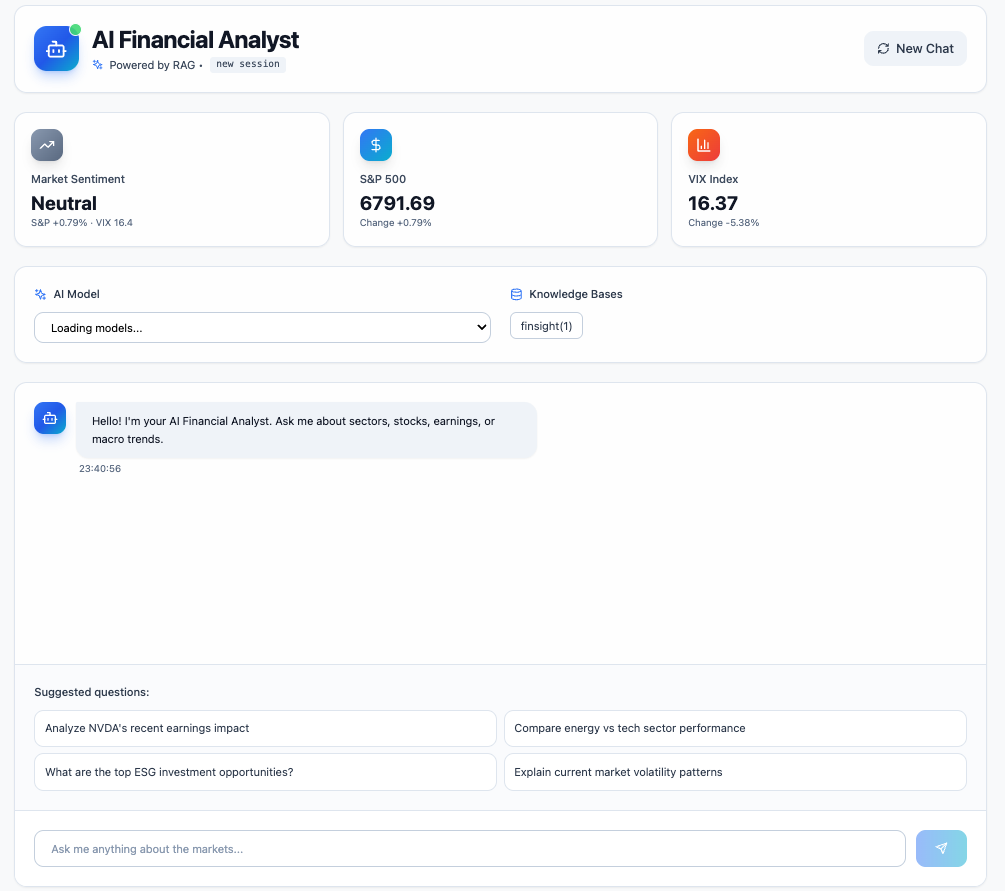 AI Financial Analyst
Powered by RAG • new session
New Chat
Market Sentiment
Neutral
S&P +0.79% · VIX 16.4
S&P 500
6791.69
Change +0.79%
VIX Index
16.37
Change -5.38%
AI Model
Loading models...
Knowledge Bases
finsight(1)
Hello! I'm your AI Financial Analyst. Ask me about sectors, stocks, earnings, or
macro trends.
23:40:56
Suggested questions:
Analyze NVDA's recent earnings impact
Compare energy vs tech sector performance
What are the top ESG investment opportunities?
Explain current market volatility patterns
Ask me anything about the markets...